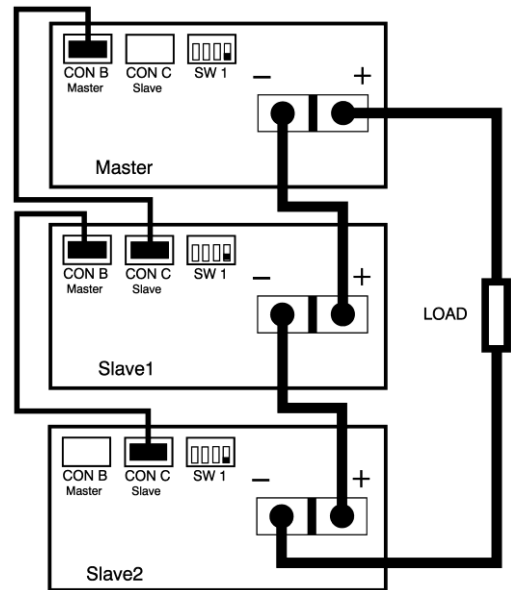 CON B CON C SW 1
Master Slave
− +
Master
CON B CON C SW 1
Master Slave
− +
LOAD
Slave1
CON B CON C SW 1
Master Slave
− +
Slave2